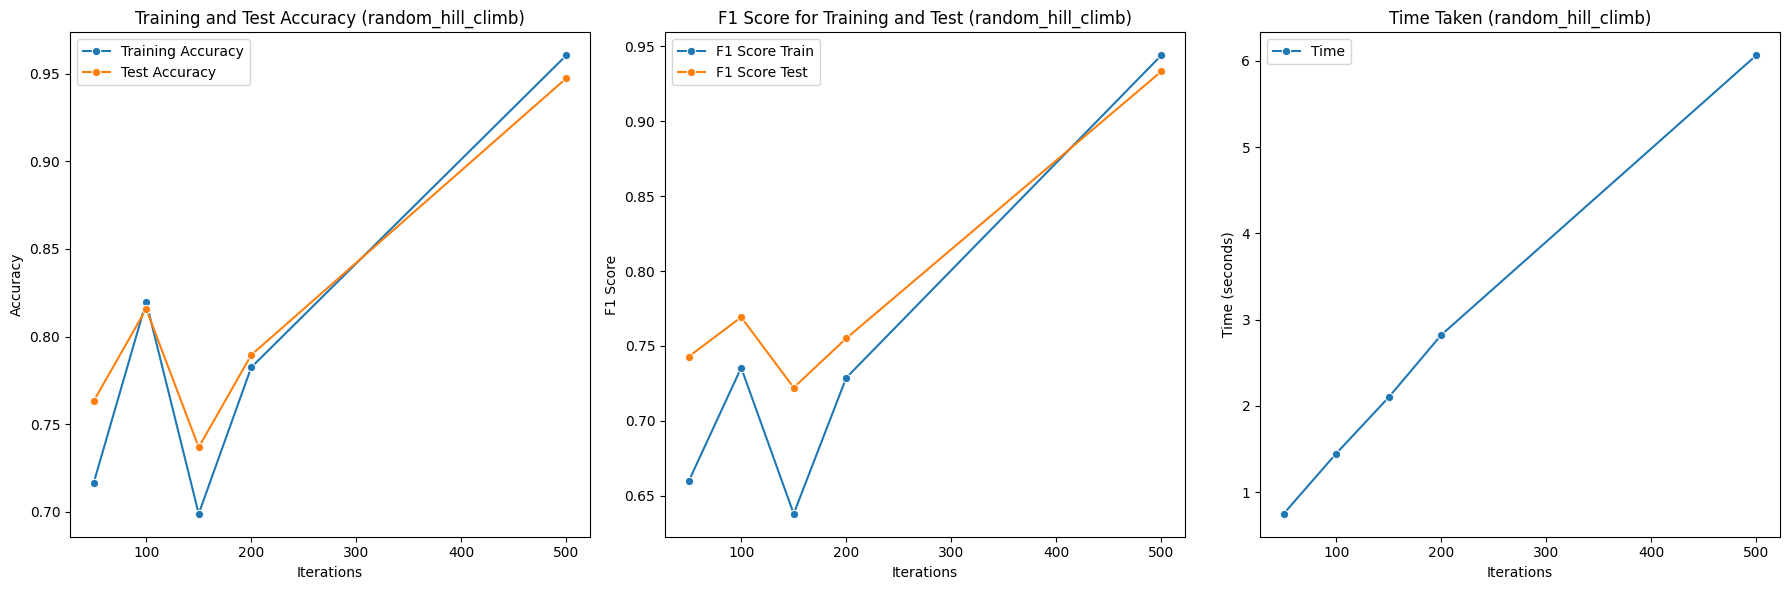 Training and Test Accuracy (random_hill_climb)
Training Accuracy
Test Accuracy
0.95
0.90
0.85
0.80
0.75
0.70
Accuracy
100
200
300
400
500
Iterations
F1 Score for Training and Test (random_hill_climb)
F1 Score Train
F1 Score Test
0.95
0.90
0.85
0.80
0.75
0.70
0.65
F1 Score
100
200
300
400
500
Iterations
Time Taken (random_hill_climb)
Time
6
5
4
3
2
1
Time (seconds)
100
200
300
400
500
Iterations